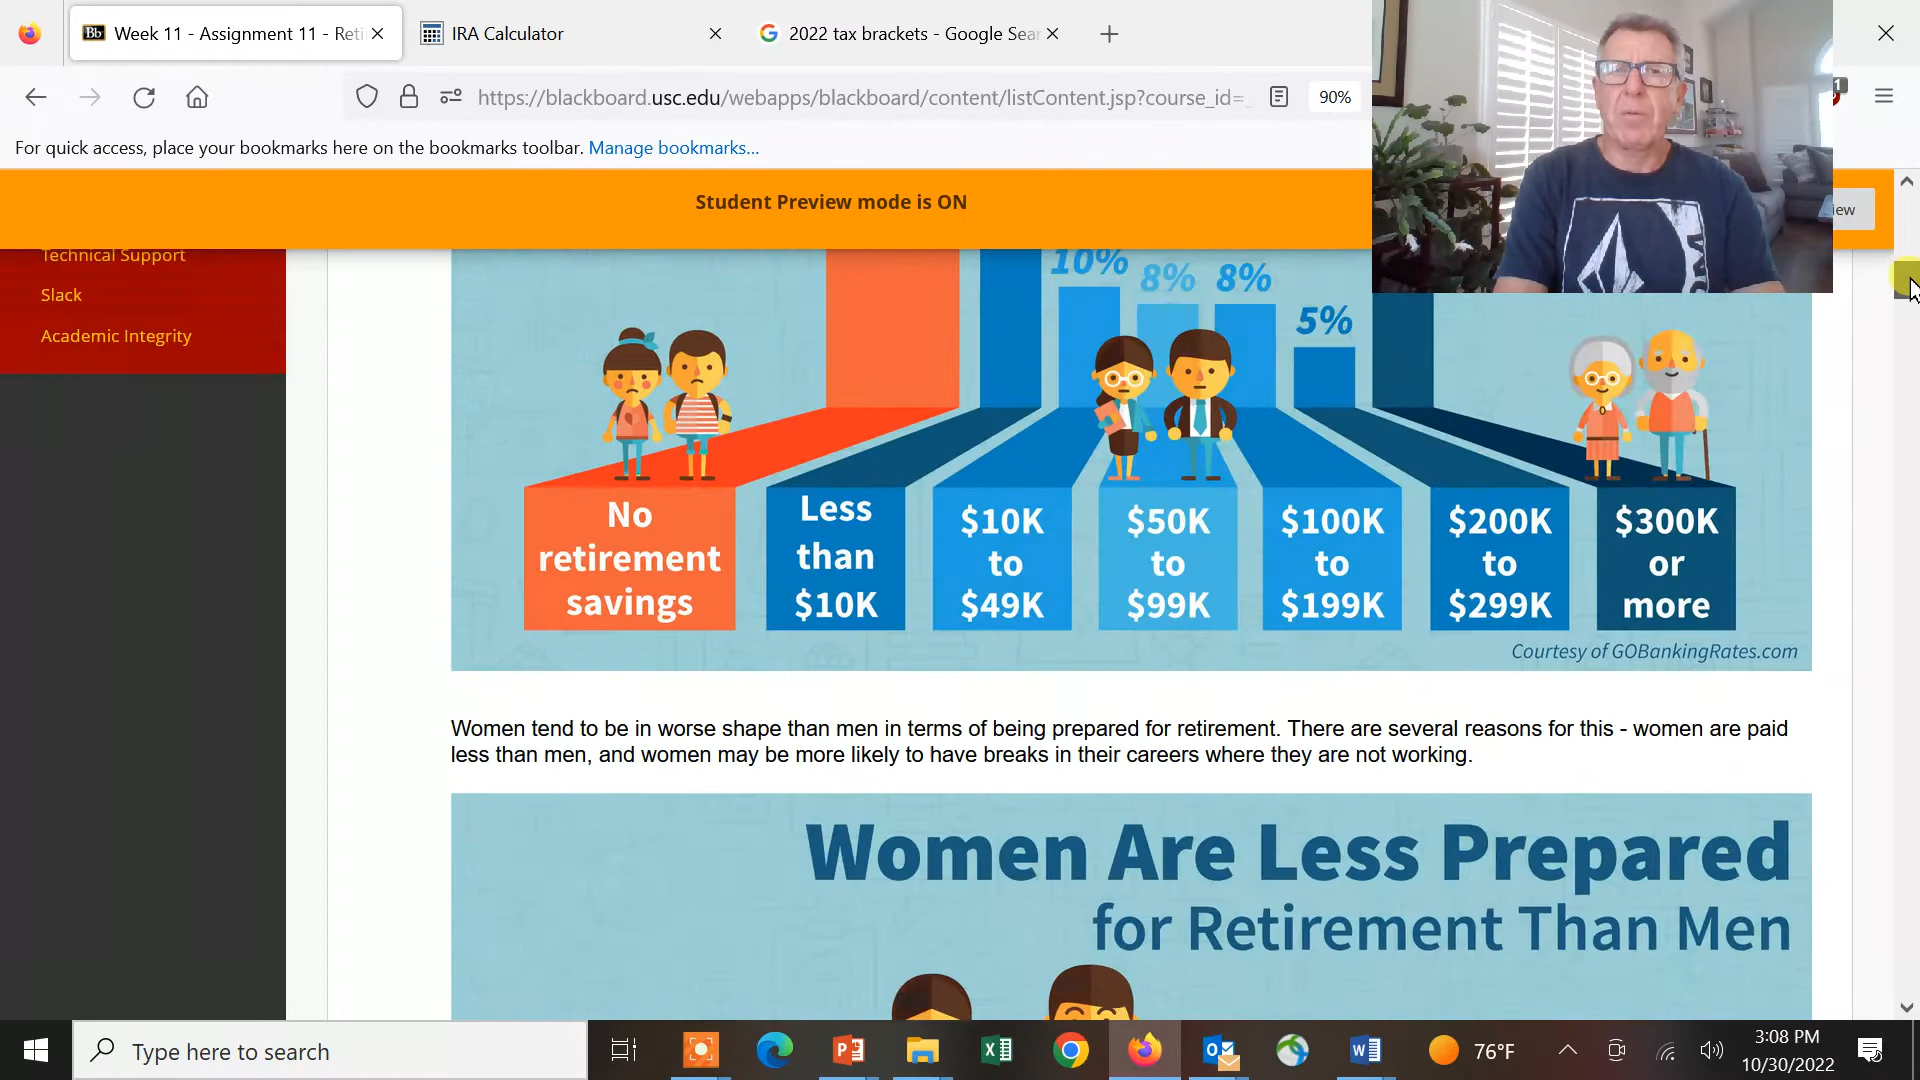 Week 11 - Assignment 11 - Reti
IRA Calculator
2022 tax brackets - Google Sear
https://blackboard.usc.edu/webapps/blackboard/content/listContent.jsp?course_id=
90%
1
For quick access, place your bookmarks here on the bookmarks toolbar. Manage bookmarks...
Student Preview mode is ON
iew
Technical Support
Slack
Academic Integrity
10%
8%
8%
5%
No
retirement
savings
Less
than
$10K
$10K
to
$49K
$50K
to
$99K
$100K
to
$199K
$200K
to
$299K
$300K
or
more
Courtesy of GOBankingRates.com
Women tend to be in worse shape than men in terms of being prepared for retirement. There are several reasons for this - women are paid
less than men, and women may be more likely to have breaks in their careers where they are not working.
Women Are Less Prepared
for Retirement Than Men
Type here to search
76°F
3:08 PM
10/30/2022